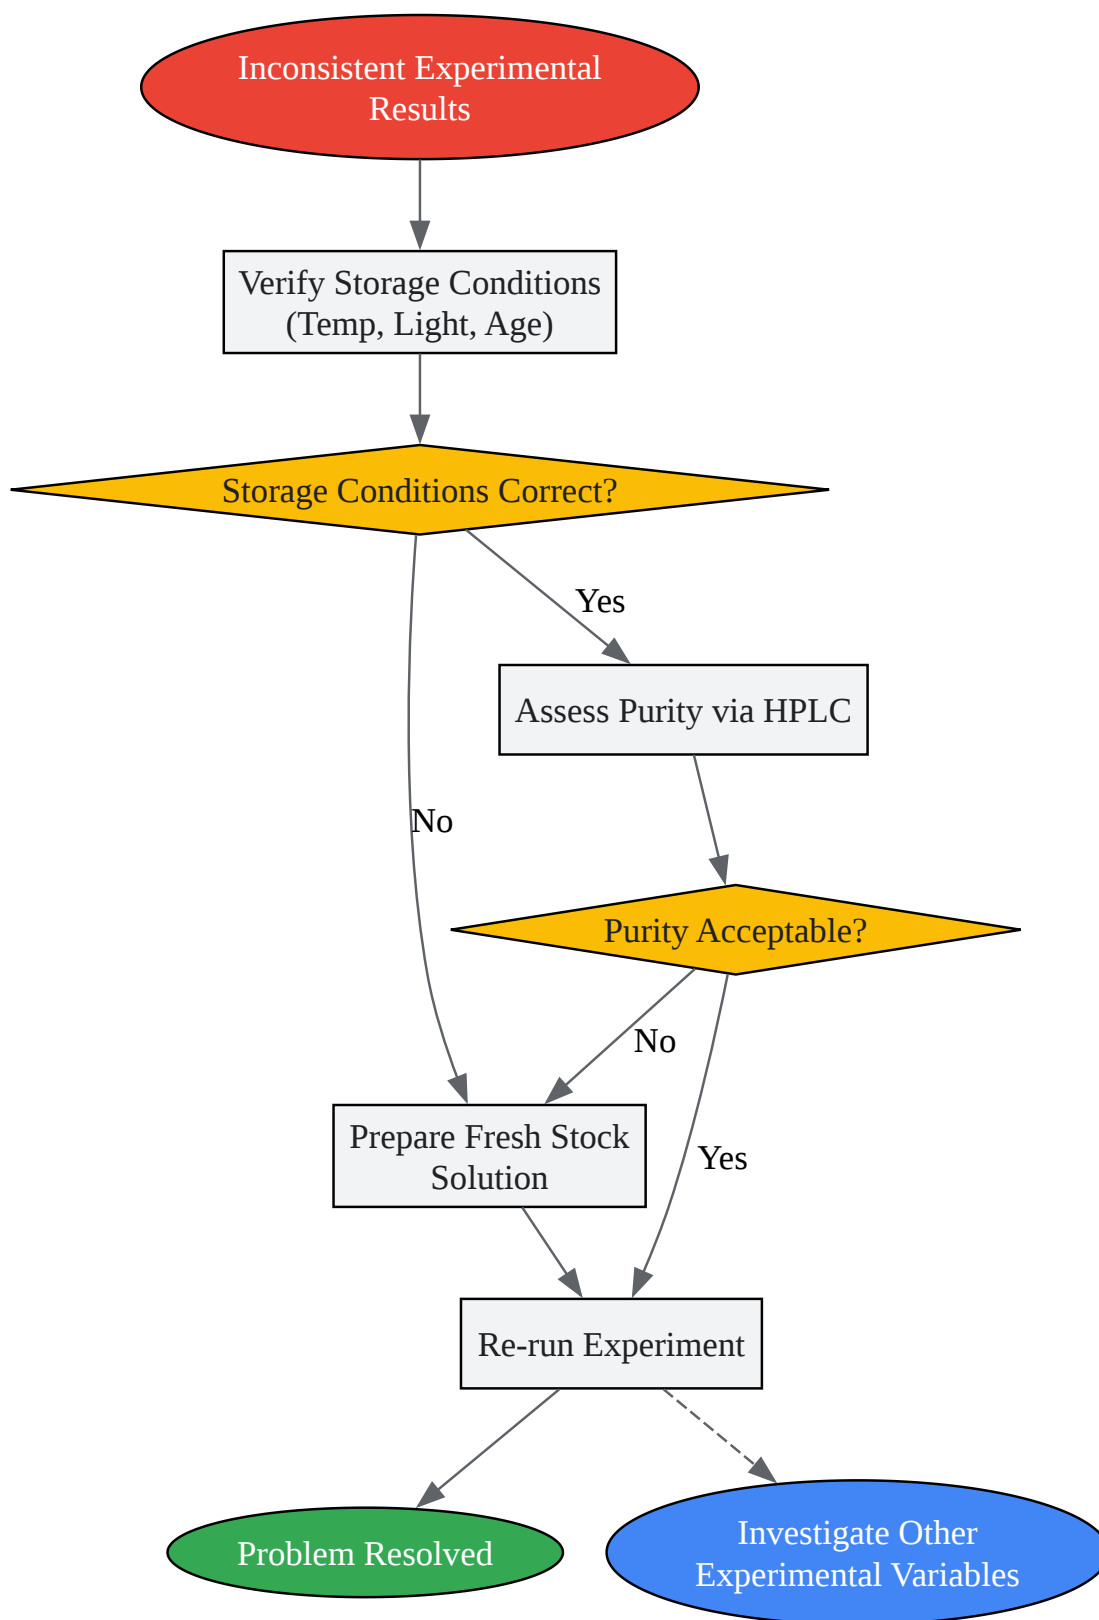 Inconsistent Experimental
Results
Verify Storage Conditions
(Temp, Light, Age)
Storage Conditions Correct?
Yes
Assess Purity via HPLC
No
Purity Acceptable?
No
Prepare Fresh Stock
Solution
Yes
Re-run Experiment
Problem Resolved
Investigate Other
Experimental Variables